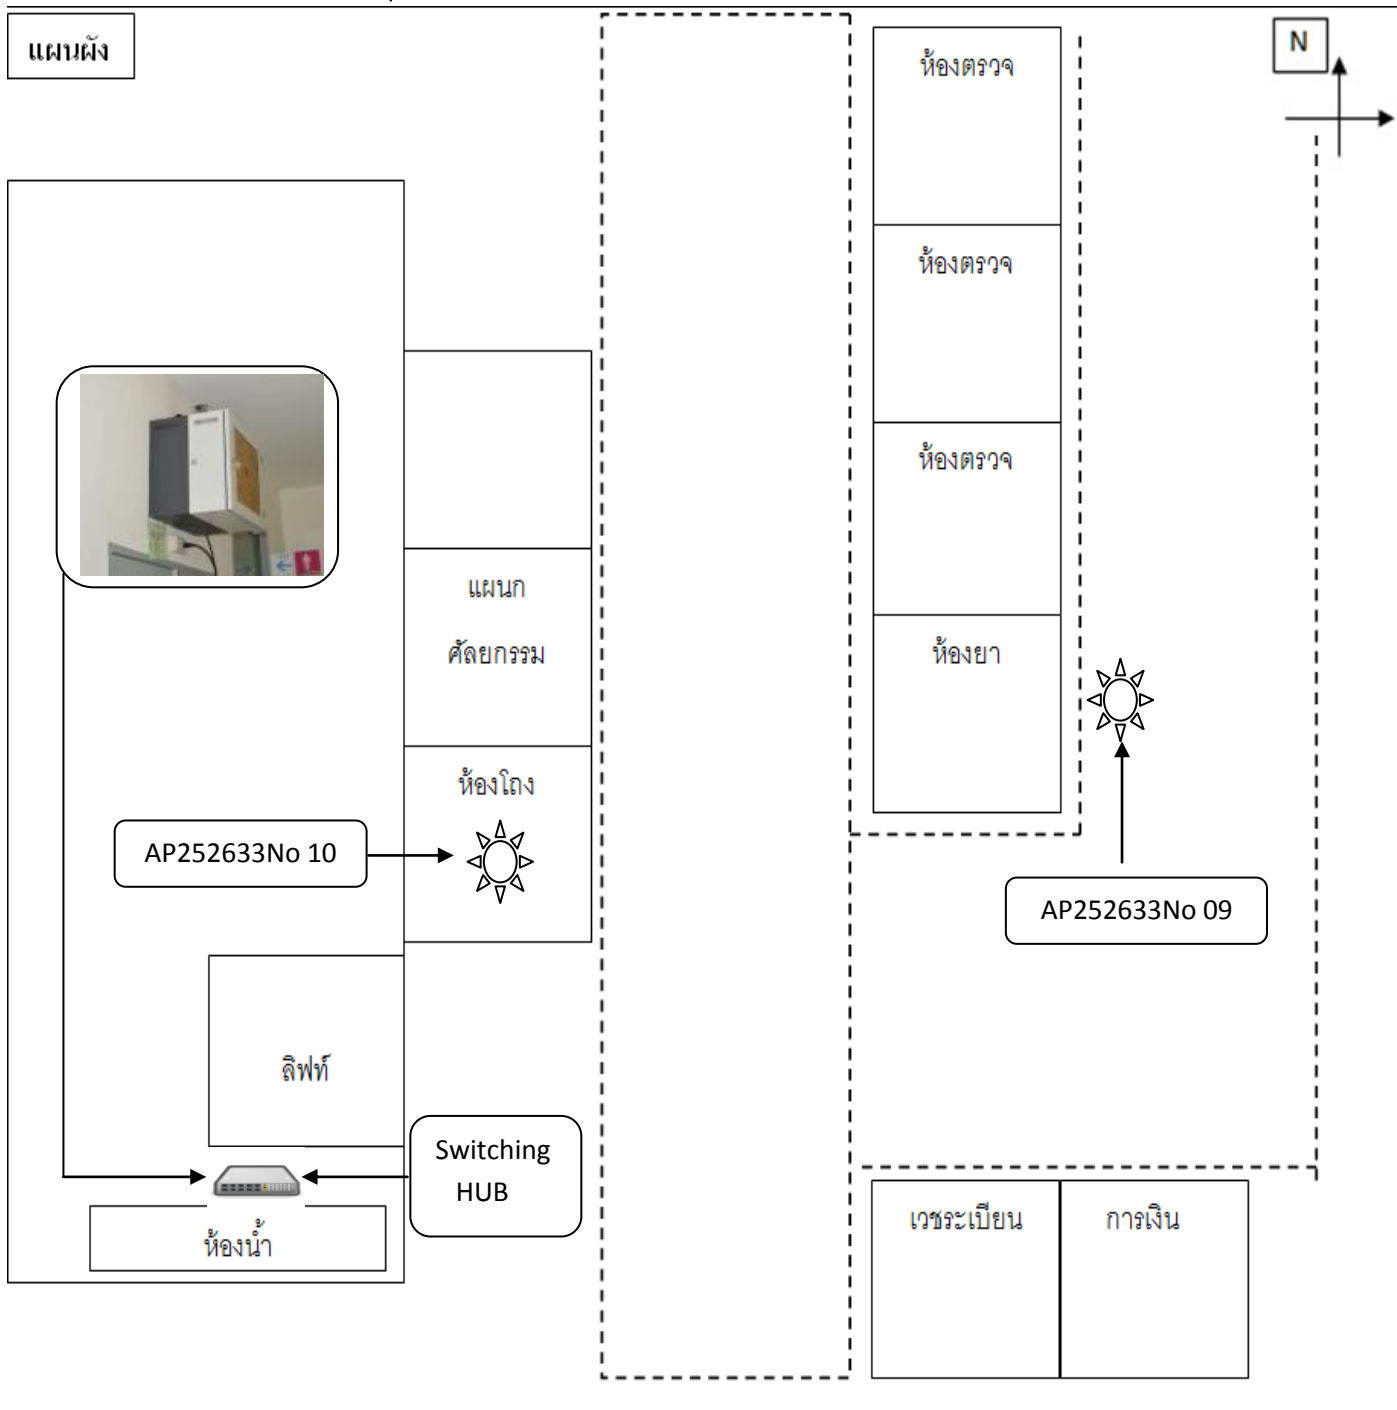 แผนผัง
N
ห้องตรวจ
ห้องตรวจ
ห้องตรวจ
แผนก
ศัลยกรรม
ห้องยา
ห้องโถง
AP252633No 10
AP252633No 09
ลิฟท์
Switching
HUB
ห้องน้ำ
เวชระเบียน
การเงิน